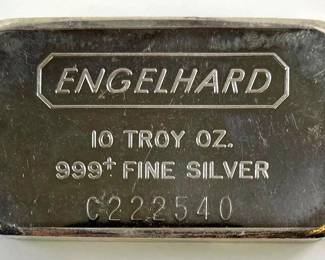 ENGELHARD
10 TROY OZ.
999+ FINE SILVER
C222540